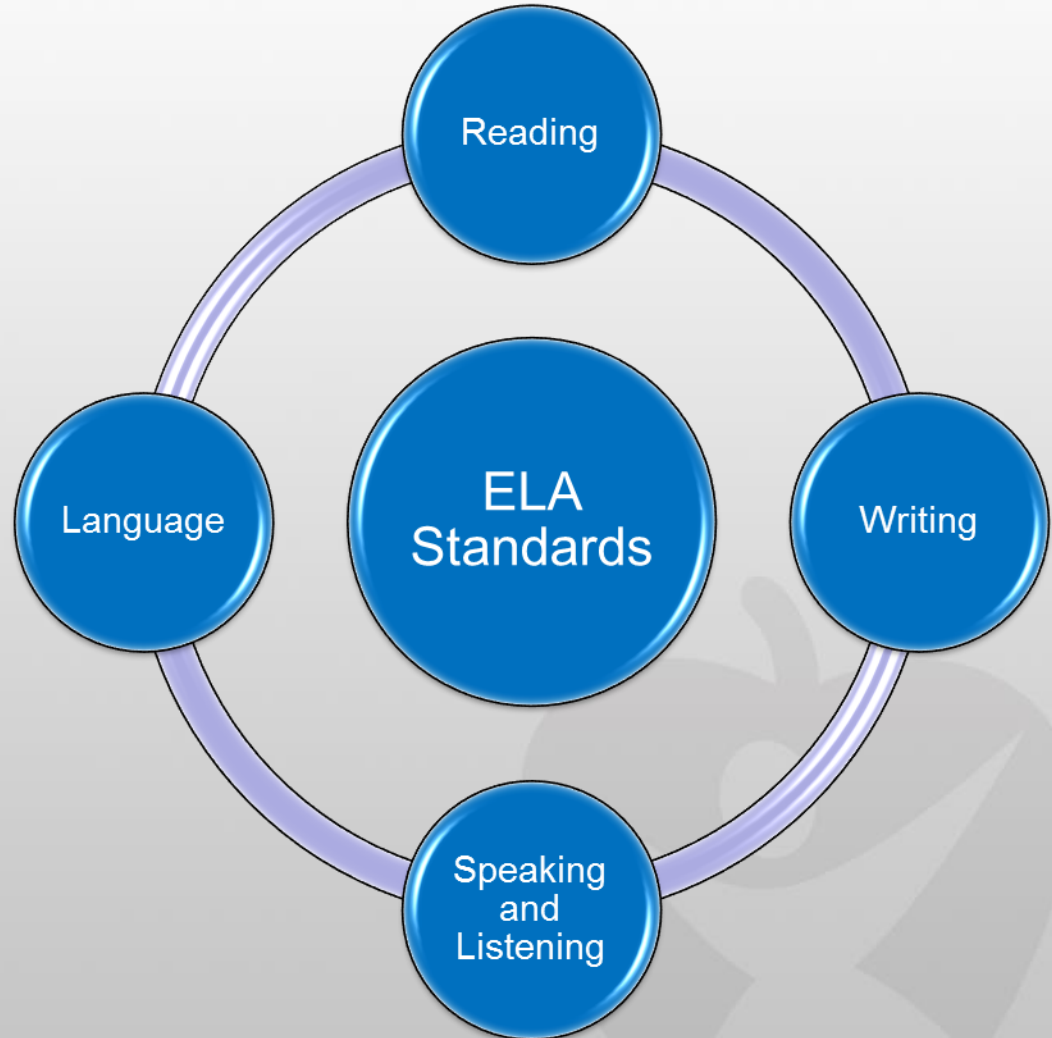 Reading
Language
ELA
Standards
Writing
Speaking
and
Listening